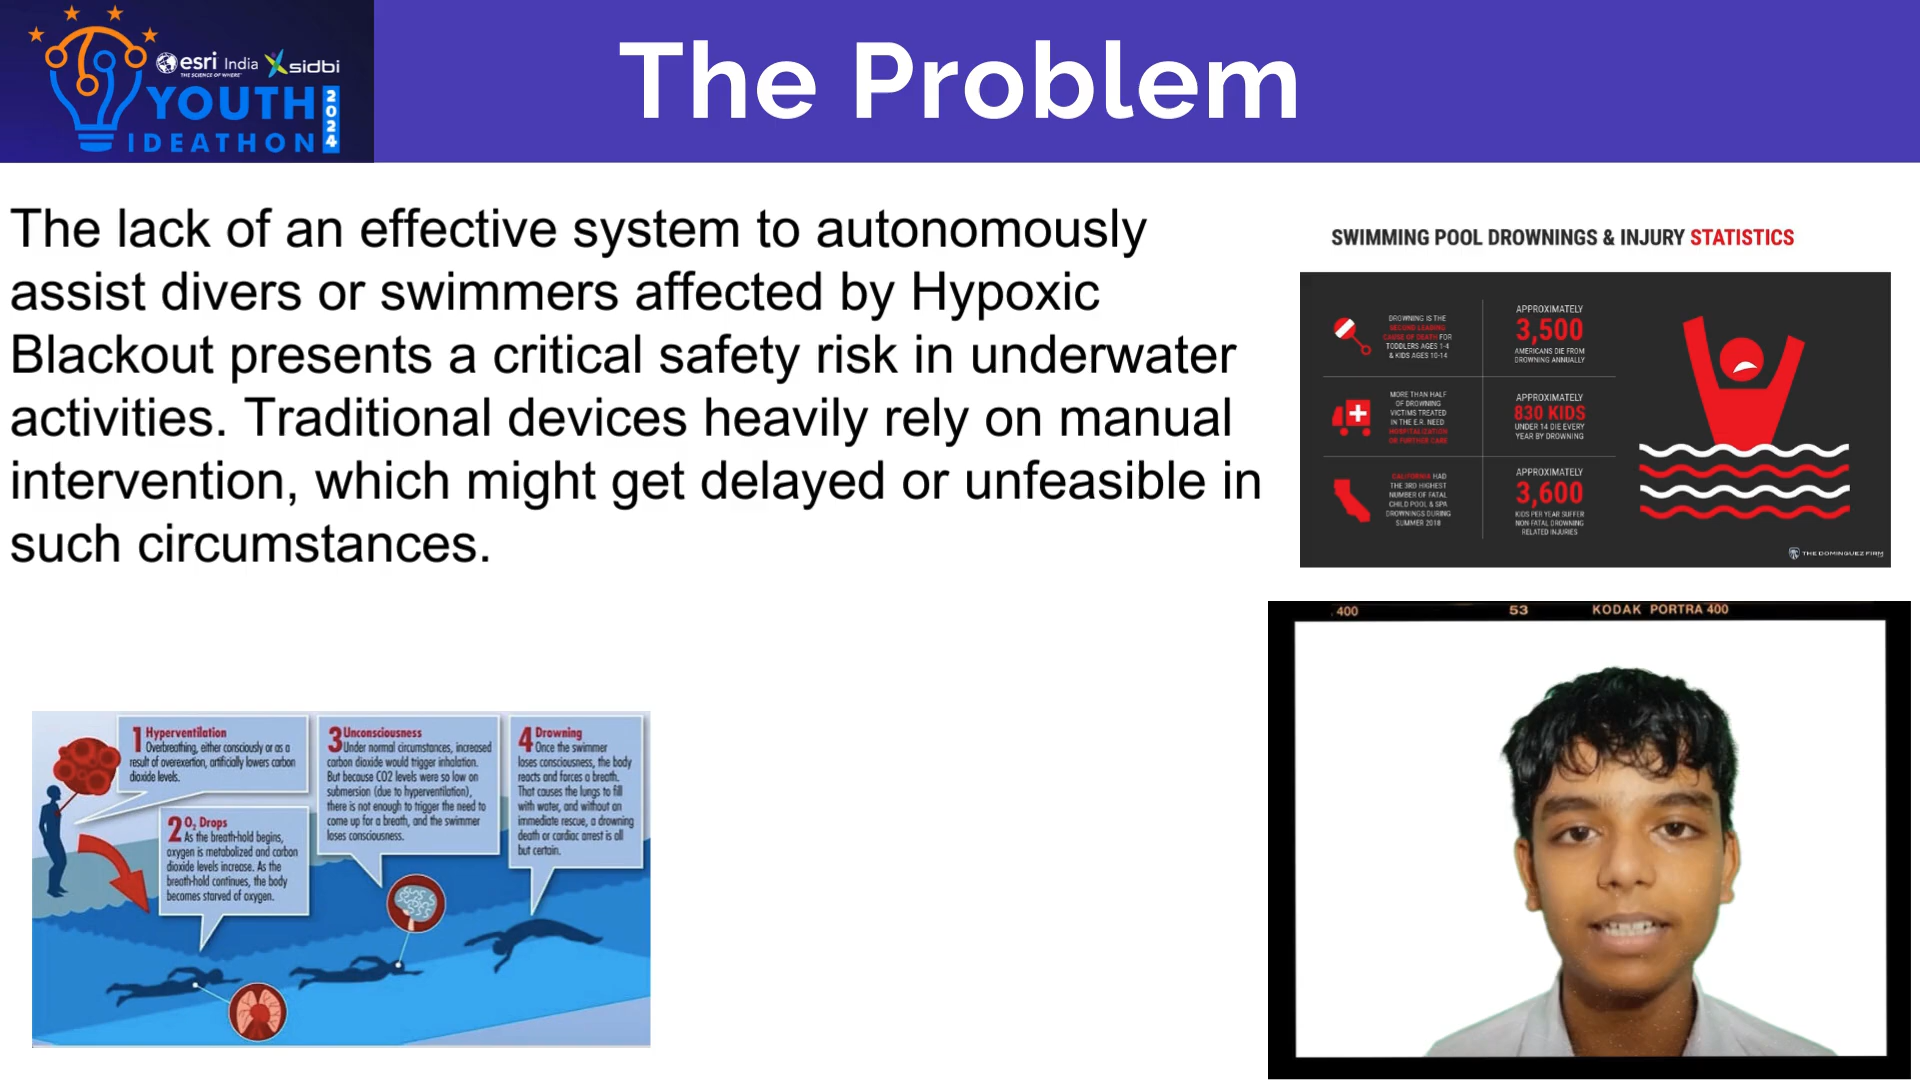 esri India sidbi
THE SCIENCE OF WHERE
YOUTH
IDEATHON
2024
The Problem
The lack of an effective system to autonomously
assist divers or swimmers affected by Hypoxic
Blackout presents a critical safety risk in underwater
activities. Traditional devices heavily rely on manual
intervention, which might get delayed or unfeasible in
such circumstances.
SWIMMING POOL DROWNINGS & INJURY STATISTICS
DROWNING IS THE
SECOND LEADING
CAUSE OF DEATH FOR
TODDLERS AGES 1-4
& KIDS AGES 10-14
APPROXIMATELY
3,500
AMERICANS DIE FROM
DROWNING ANNUALLY
MORE THAN HALF
OF DROWNING
VICTIMS TREATED
IN THE E.R. NEED
HOSPITALIZATION
OR FURTHER CARE
APPROXIMATELY
830 KIDS
UNDER 14 DIE EVERY
YEAR BY DROWNING
CALIFORNIA HAD
THE 3RD HIGHEST
NUMBER OF FATAL
CHILD POOL & SPA
DROWNINGS DURING
SUMMER 2018
APPROXIMATELY
3,600
KIDS PER YEAR SUFFER
NON-FATAL DROWNING
RELATED INJURIES
THE DOMINGUEZ FIRM
1 Hyperventilation
Overbreathing, either consciously or as a
result of overexertion, artificially lowers carbon
dioxide levels.
2 O2 Drops
As the breath-hold begins,
oxygen is metabolized and carbon
dioxide levels increase. As the
breath-hold continues, the body
becomes starved of oxygen.
3 Unconsciousness
Under normal circumstances, increased
carbon dioxide would trigger inhalation.
But because CO2 levels were so low on
submersion (due to hyperventilation),
there is not enough to trigger the need to
come up for a breath, and the swimmer
loses consciousness.
4 Drowning
Once the swimmer
loses consciousness, the body
reacts and forces a breath.
That causes the lungs to fill
with water, and without an
immediate rescue, a drowning
death or cardiac arrest is all
but certain.
400 53 KODAK PORTRA 400